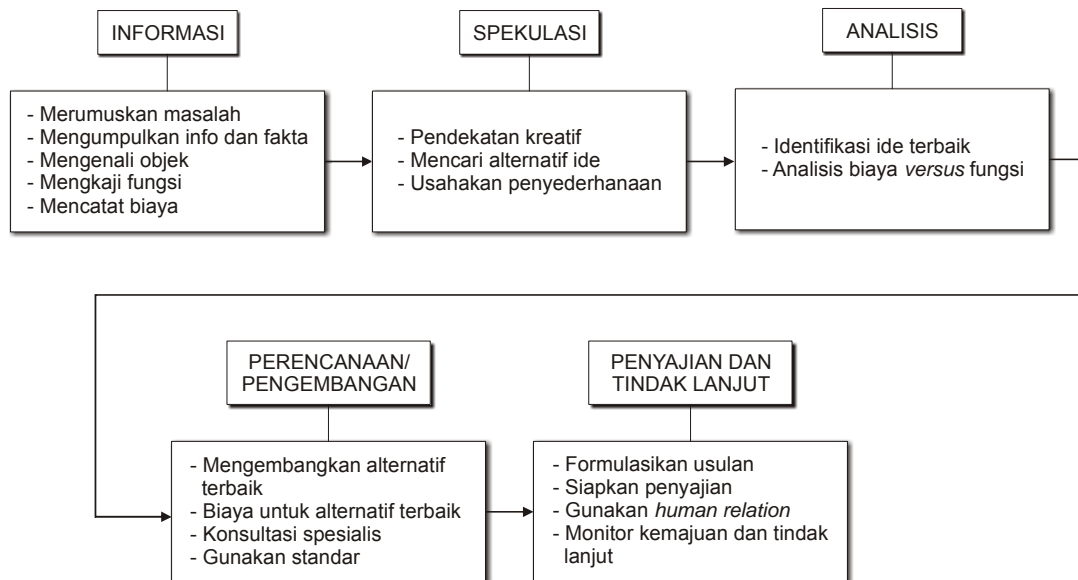 INFORMASI
- Merumuskan masalah
- Mengumpulkan info dan fakta
- Mengenali objek
- Mengkaji fungsi
- Mencatat biaya
SPEKULASI
- Pendekatan kreatif
- Mencari alternatif ide
- Usahakan penyederhanaan
ANALISIS
- Identifikasi ide terbaik
- Analisis biaya versus fungsi
PERENCANAAN/
PENGEMBANGAN
- Mengembangkan alternatif
terbaik
- Biaya untuk alternatif terbaik
- Konsultasi spesialis
- Gunakan standar
PENYAJIAN DAN
TINDAK LANJUT
- Formulasikan usulan
- Siapkan penyajian
- Gunakan human relation
- Monitor kemajuan dan tindak
lanjut